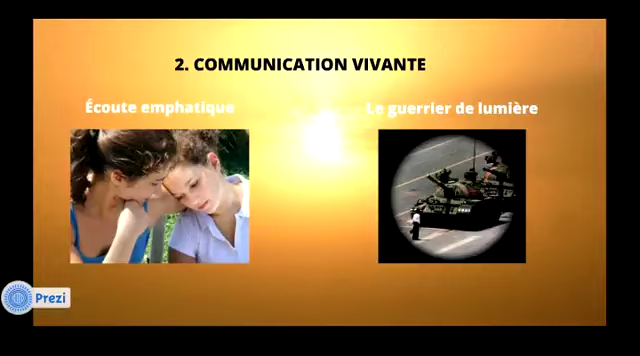 2. COMMUNICATION VIVANTE
Écoute emphatique
Le guerrier de lumière
Prezi